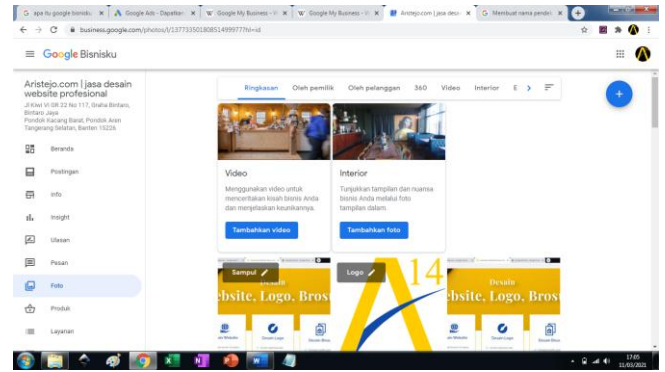 apa itu google bisnisku
Google Ads - Dapatkan
Google My Business -
Google My Business -
Aristejo.com | jasa desain
Membuat nama pendek
business.google.com/photos/l/13773350180851499977?hl=id
Google Bisnisku
Aristejo.com | jasa desain
website profesional
Jl Kiwi VI GR 22 No 117, Graha Bintaro,
Bintaro Jaya
Pondok Kacang Barat, Pondok Aren
Tangerang Selatan, Banten 15226
Beranda
Postingan
Info
Insight
Ulasan
Pesan
Foto
Produk
Layanan
Ringkasan Oleh pemilik Oleh pelanggan 360 Video Interior E
Video
Menggunakan video untuk
menceritakan kisah bisnis Anda
dan menjelaskan keunikannya.
Tambahkan video
Interior
Tunjukkan tampilan dan nuansa
bisnis Anda melalui foto
tampilan dalam.
Tambahkan foto
Sampul
Desain
ebsite, Logo, Bros
Desain Logo
Logo
14
Desain
ebsite, Logo, Bros
Desain Logo
17:05
11/03/2021